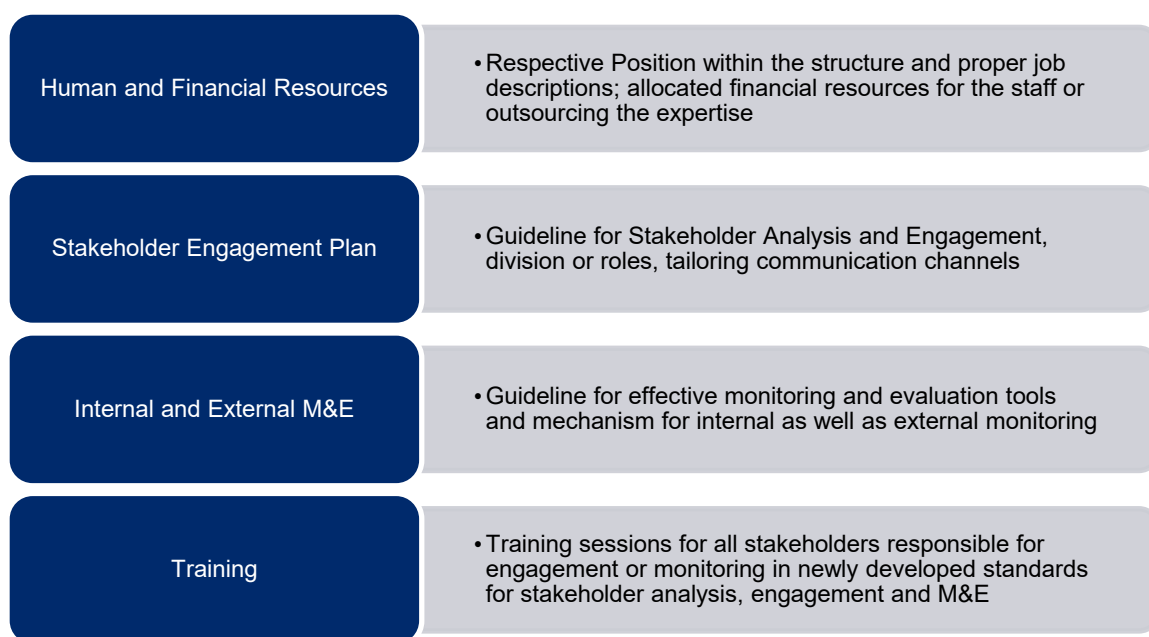 Human and Financial Resources
• Respective Position within the structure and proper job
descriptions; allocated financial resources for the staff or
outsourcing the expertise
Stakeholder Engagement Plan
• Guideline for Stakeholder Analysis and Engagement,
division or roles, tailoring communication channels
Internal and External M&E
• Guideline for effective monitoring and evaluation tools
and mechanism for internal as well as external monitoring
Training
• Training sessions for all stakeholders responsible for
engagement or monitoring in newly developed standards
for stakeholder analysis, engagement and M&E